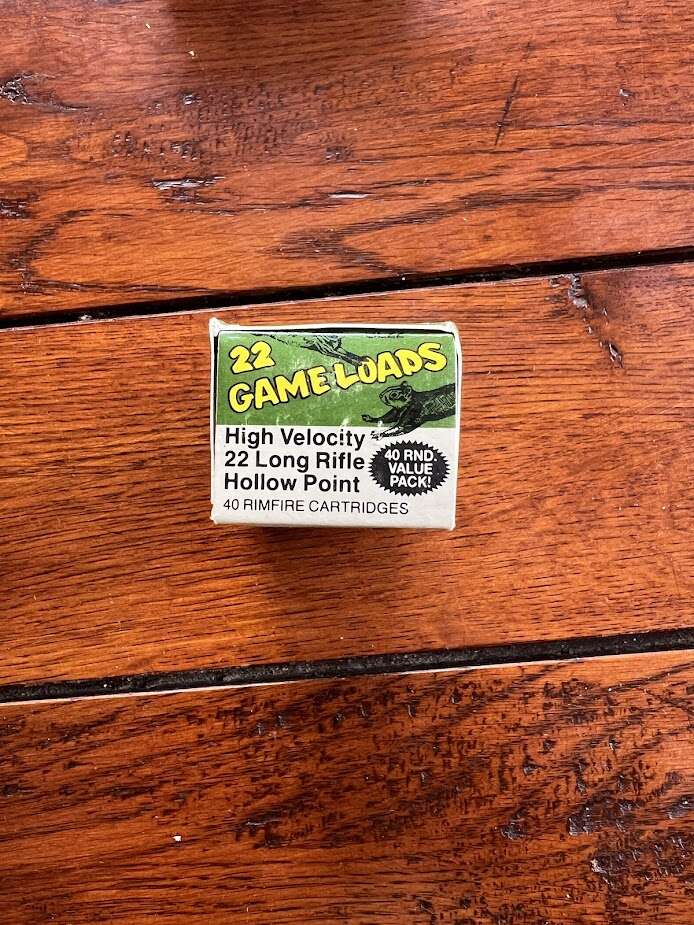 22
GAME LOADS
High Velocity
22 Long Rifle
Hollow Point
40 RND.
VALUE
PACK!
40 RIMFIRE CARTRIDGES